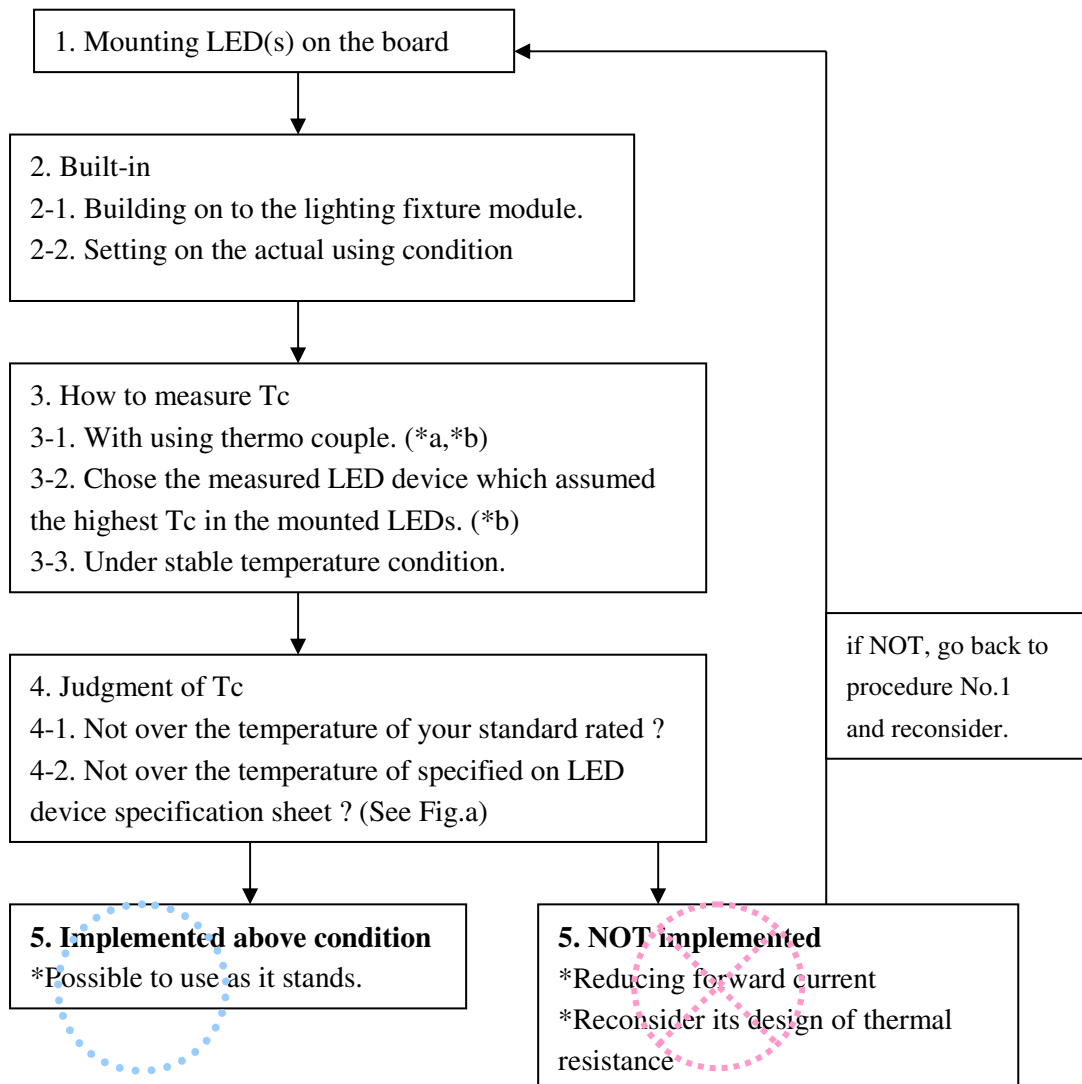 1. Mounting LED(s) on the board
2. Built-in
2-1. Building on to the lighting fixture module.
2-2. Setting on the actual using condition
3. How to measure Tc
3-1. With using thermo couple. (*a,*b)
3-2. Chose the measured LED device which assumed
the highest Tc in the mounted LEDs. (*b)
3-3. Under stable temperature condition.
4. Judgment of Tc
4-1. Not over the temperature of your standard rated ?
4-2. Not over the temperature of specified on LED
device specification sheet ? (See Fig.a)
if NOT, go back to
procedure No.1
and reconsider.
5. Implemented above condition
*Possible to use as it stands.
5. NOT implemented
*Reducing forward current
*Reconsider its design of thermal
resistance